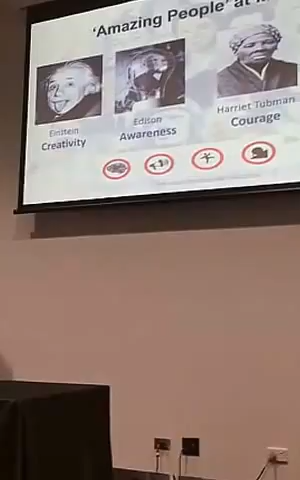 'Amazing People' at
Einstein
Creativity
Edison
Awareness
Harriet Tubman
Courage